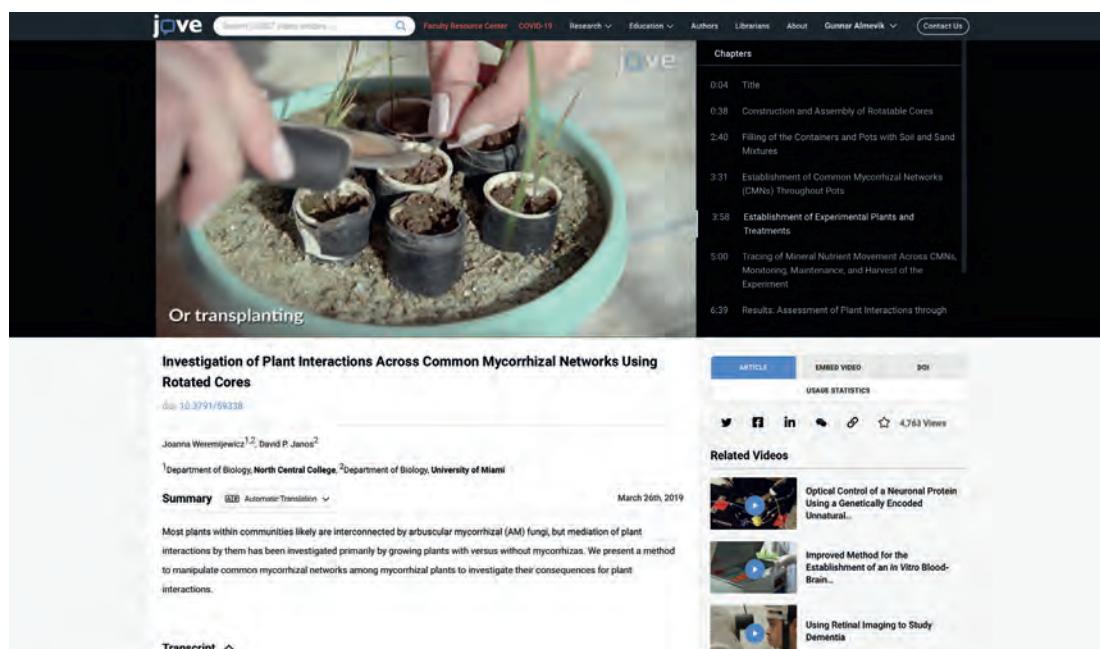 jove
Faculty Resource Center COVID-19 Research Education Authors Librarians About Gunnar Almevik Contact Us
jove
Chapters
0:04 Title
0:38 Construction and Assembly of Rotatable Cores
2:40 Filling of the Containers and Pots with Soil and Sand
Mixtures
3:31 Establishment of Common Mycorrhizal Networks
(CMNs) Throughout Pots
3:58 Establishment of Experimental Plants and
Treatments
5:00 Tracing of Mineral Nutrient Movement Across CMNs,
Monitoring, Maintenance, and Harvest of the
Experiment
6:39 Results: Assessment of Plant Interactions through
Or transplanting
Investigation of Plant Interactions Across Common Mycorrhizal Networks Using
Rotated Cores
doi: 10.3791/59338
Joanna Weremijewicz1,2, David P. Janos2
1Department of Biology, North Central College, 2Department of Biology, University of Miami
Summary Automatic Translation March 26th, 2019
Most plants within communities likely are interconnected by arbuscular mycorrhizal (AM) fungi, but mediation of plant
interactions by them has been investigated primarily by growing plants with versus without mycorrhizas. We present a method
to manipulate common mycorrhizal networks among mycorrhizal plants to investigate their consequences for plant
interactions.
Transcript
ARTICLE EMBED VIDEO DOI
USAGE STATISTICS
4,763 Views
Related Videos
Optical Control of a Neuronal Protein
Using a Genetically Encoded
Unnatural...
Improved Method for the
Establishment of an In Vitro Blood-
Brain...
Using Retinal Imaging to Study
Dementia